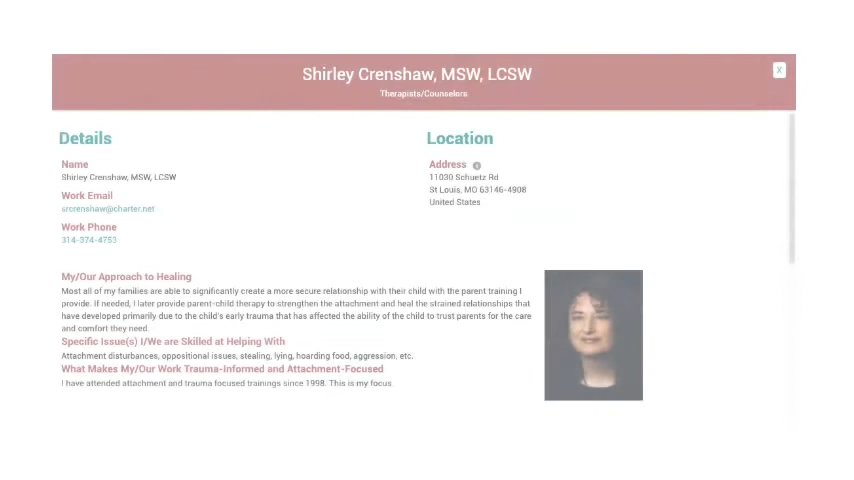 Shirley Crenshaw, MSW, LCSW
X
Therapists/Counselors
Details
Name
Shirley Crenshaw, MSW, LCSW
Work Email
srcrenshaw@charter.net
Work Phone
314-374-4753
Location
Address
11030 Schuetz Rd
St Louis, MO 63146-4908
United States
My/Our Approach to Healing
Most all of my families are able to significantly create a more secure relationship with their child with the parent training I
provide. If needed, I later provide parent-child therapy to strengthen the attachment and heal the strained relationships that
have developed primarily due to the child's early trauma that has affected the ability of the child to trust parents for the care
and comfort they need.
Specific Issue(s) I/We are Skilled at Helping With
Attachment disturbances, oppositional issues, stealing, lying, hoarding food, aggression, etc.
What Makes My/Our Work Trauma-Informed and Attachment-Focused
I have attended attachment and trauma focused trainings since 1998. This is my focus.